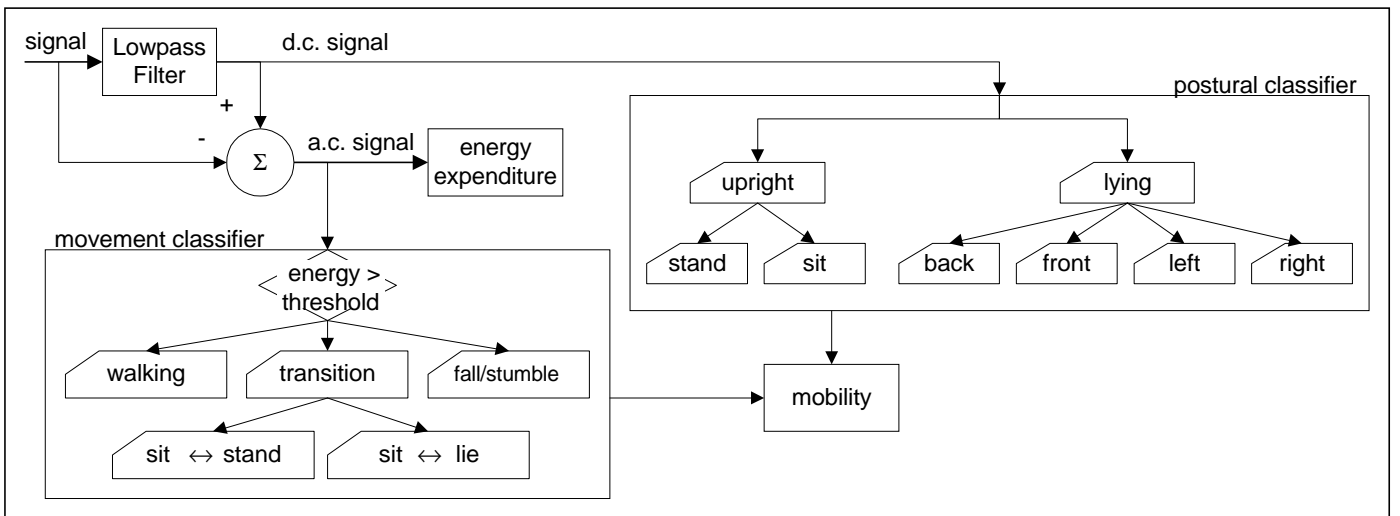 signal
Lowpass
Filter
d.c. signal
postural classifier
+
-
Σ
a.c. signal
energy
expenditure
upright
lying
stand
sit
back
front
left
right
movement classifier
energy >
threshold
walking
transition
fall/stumble
mobility
sit ↔ stand
sit ↔ lie